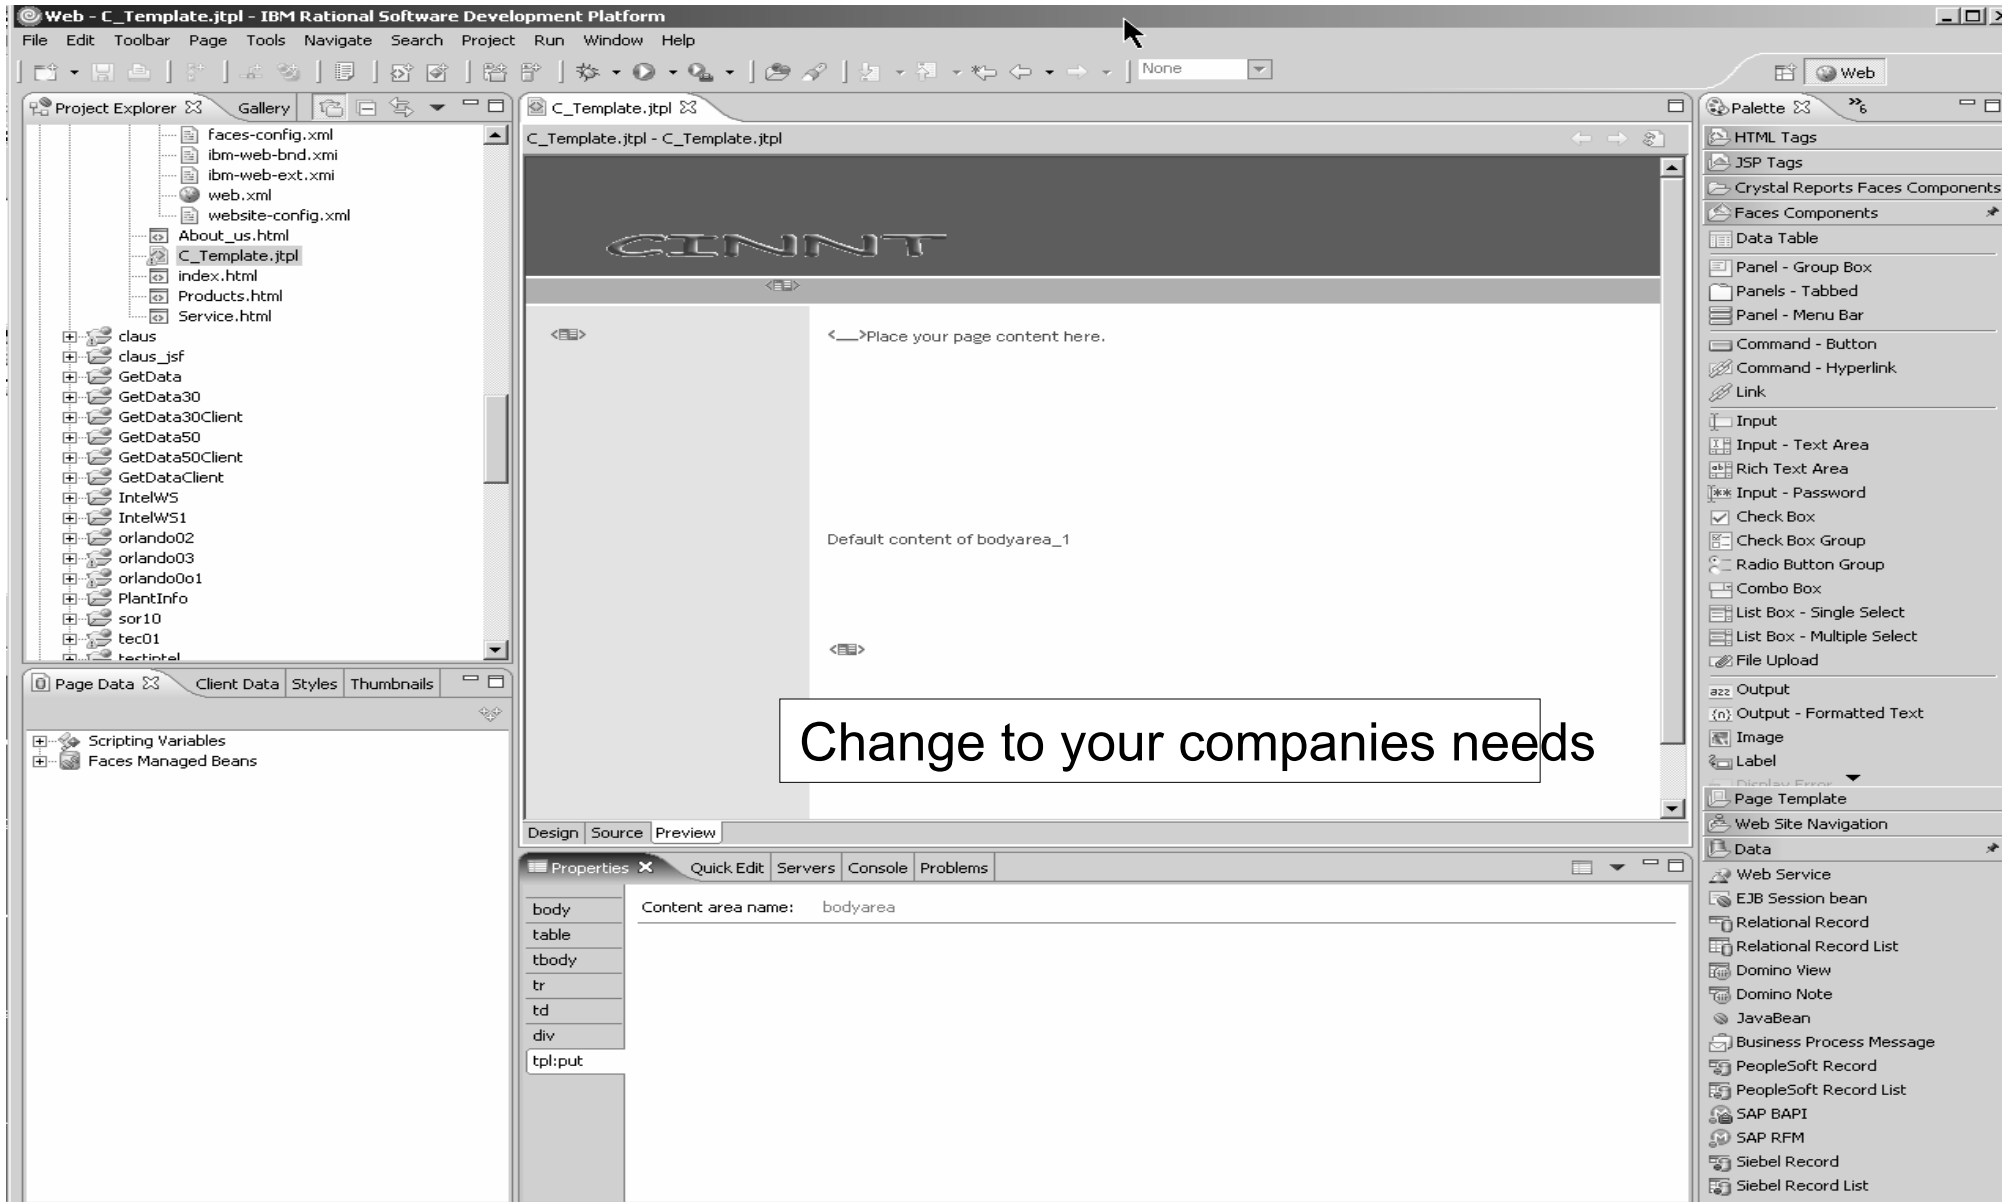 Web - C_Template.jtpl - IBM Rational Software Development Platform
File Edit Toolbar Page Tools Navigate Search Project Run Window Help
None
Web
Project Explorer Gallery
faces-config.xml
ibm-web-bnd.xmi
ibm-web-ext.xmi
web.xml
website-config.xml
About_us.html
C_Template.jtpl
index.html
Products.html
Service.html
claus
claus_jsf
GetData
GetData30
GetData30Client
GetData50
GetData50Client
GetDataClient
IntelWS
IntelWS1
orlando02
orlando03
orlando0o1
PlantInfo
sor10
tec01
testintel
Page Data Client Data Styles Thumbnails
Scripting Variables
Faces Managed Beans
C_Template.jtpl
C_Template.jtpl - C_Template.jtpl
CINNT
Place your page content here.
Default content of bodyarea_1
Change to your companies needs
Design Source Preview
Properties Quick Edit Servers Console Problems
body
table
tbody
tr
td
div
tpl:put
Content area name: bodyarea
Palette 6
HTML Tags
JSP Tags
Crystal Reports Faces Components
Faces Components
Data Table
Panel - Group Box
Panels - Tabbed
Panel - Menu Bar
Command - Button
Command - Hyperlink
Link
Input
Input - Text Area
Rich Text Area
Input - Password
Check Box
Check Box Group
Radio Button Group
Combo Box
List Box - Single Select
List Box - Multiple Select
File Upload
Output
Output - Formatted Text
Image
Label
Display Error
Page Template
Web Site Navigation
Data
Web Service
EJB Session bean
Relational Record
Relational Record List
Domino View
Domino Note
JavaBean
Business Process Message
PeopleSoft Record
PeopleSoft Record List
SAP BAPI
SAP RFM
Siebel Record
Siebel Record List